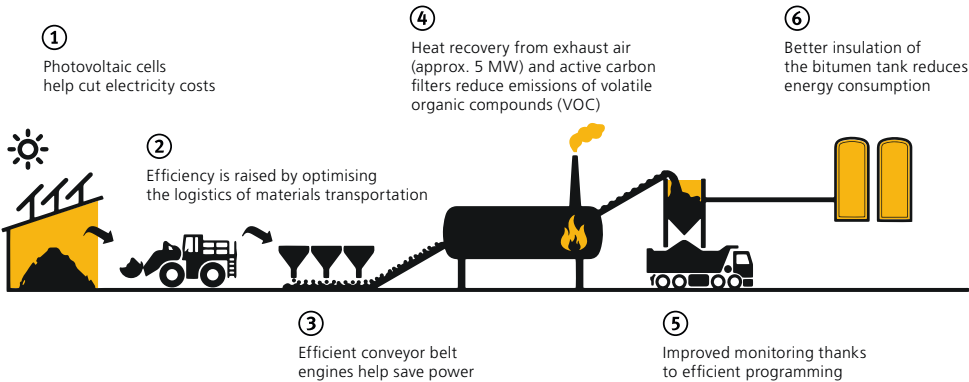 1
Photovoltaic cells
help cut electricity costs
2
Efficiency is raised by optimising
the logistics of materials transportation
3
Efficient conveyor belt
engines help save power
4
Heat recovery from exhaust air
(approx. 5 MW) and active carbon
filters reduce emissions of volatile
organic compounds (VOC)
5
Improved monitoring thanks
to efficient programming
6
Better insulation of
the bitumen tank reduces
energy consumption